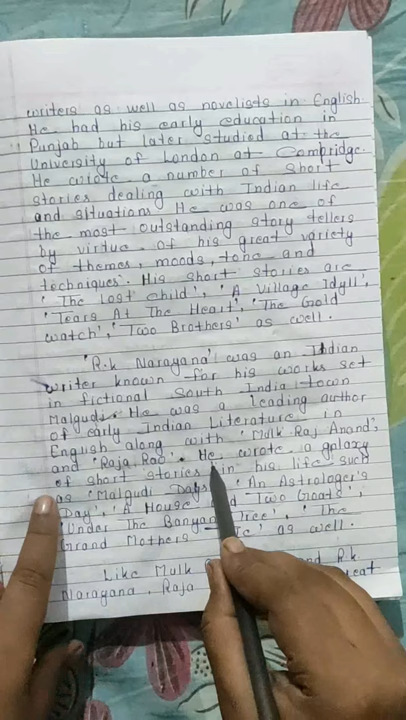 writers as well as novelists in English
He had his early education in
Punjab but later studied at the
University of London at Cambridge.
He wrote a number of short
stories dealing with Indian life
and situations. He was one of
the most outstanding story tellers
by virtue of his great variety
of themes, moods, tone and
techniques. His short stories are
'The lost child', 'A Village Idyll',
'Tears At The Heart', 'The Gold
watch', 'Two Brothers' as well.
'R.k Narayana' was an Indian
writer known for his works set
in fictional South India town
Malgudi. He was a leading author
of early Indian Literature in
English along with 'Mulk Raj Anand',
and 'Raja Rao'. He wrote a galaxy
of short stories in his life such
as 'Malgudi Days' 'An Astrologer's
Day', 'A House Two Goats',
'Under The Banyan Tree', 'The
Grand Mothers as well.
Like Mulk R.k
Narayana, Raja